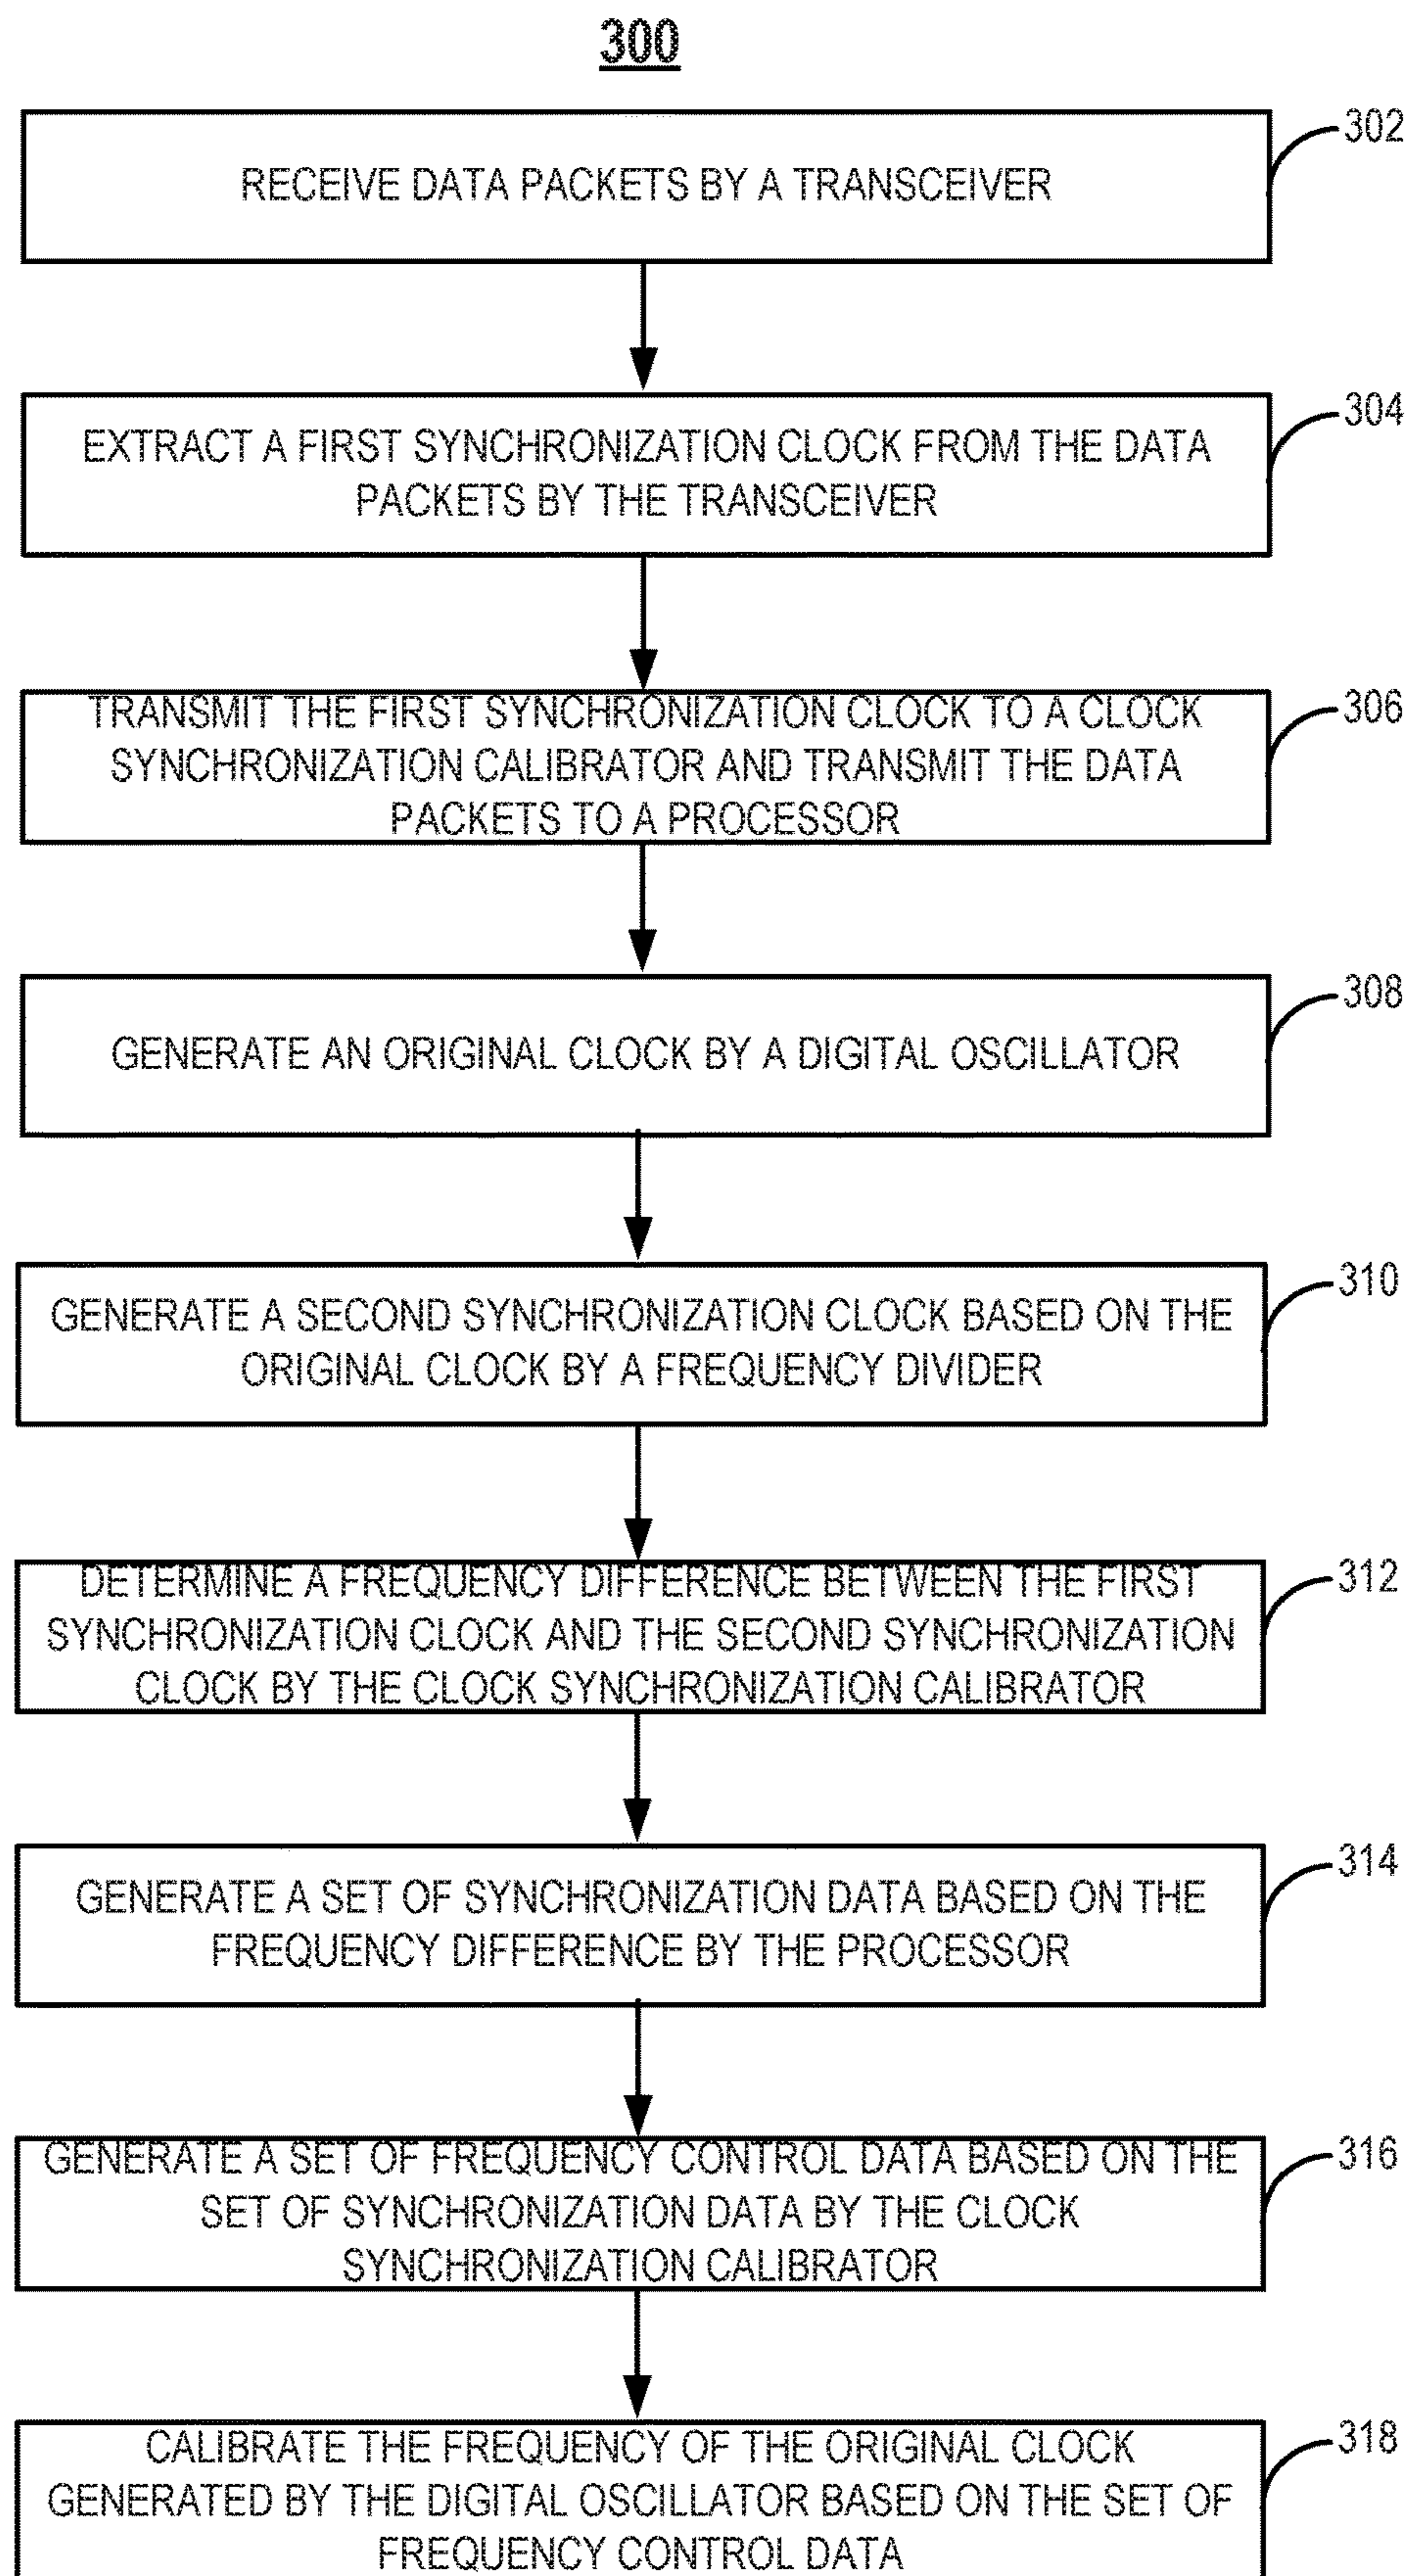 300
302
RECEIVE DATA PACKETS BY A TRANSCEIVER
304
EXTRACT A FIRST SYNCHRONIZATION CLOCK FROM THE DATA
PACKETS BY THE TRANSCEIVER
306
TRANSMIT THE FIRST SYNCHRONIZATION CLOCK TO A CLOCK
SYNCHRONIZATION CALIBRATOR AND TRANSMIT THE DATA
PACKETS TO A PROCESSOR
308
GENERATE AN ORIGINAL CLOCK BY A DIGITAL OSCILLATOR
310
GENERATE A SECOND SYNCHRONIZATION CLOCK BASED ON THE
ORIGINAL CLOCK BY A FREQUENCY DIVIDER
312
DETERMINE A FREQUENCY DIFFERENCE BETWEEN THE FIRST
SYNCHRONIZATION CLOCK AND THE SECOND SYNCHRONIZATION
CLOCK BY THE CLOCK SYNCHRONIZATION CALIBRATOR
314
GENERATE A SET OF SYNCHRONIZATION DATA BASED ON THE
FREQUENCY DIFFERENCE BY THE PROCESSOR
316
GENERATE A SET OF FREQUENCY CONTROL DATA BASED ON THE
SET OF SYNCHRONIZATION DATA BY THE CLOCK
SYNCHRONIZATION CALIBRATOR
318
CALIBRATE THE FREQUENCY OF THE ORIGINAL CLOCK
GENERATED BY THE DIGITAL OSCILLATOR BASED ON THE SET OF
FREQUENCY CONTROL DATA